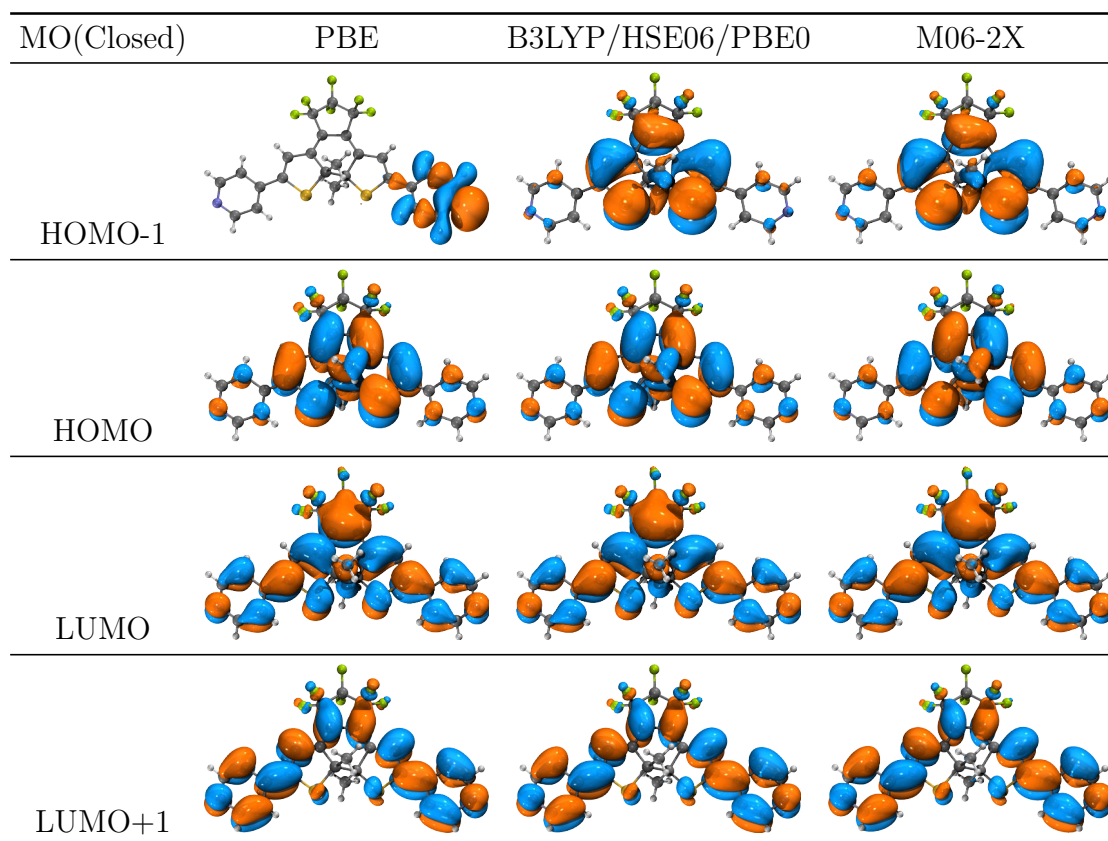 MO(Closed) PBE B3LYP/HSE06/PBE0 M06-2X
HOMO-1
HOMO
LUMO
LUMO+1